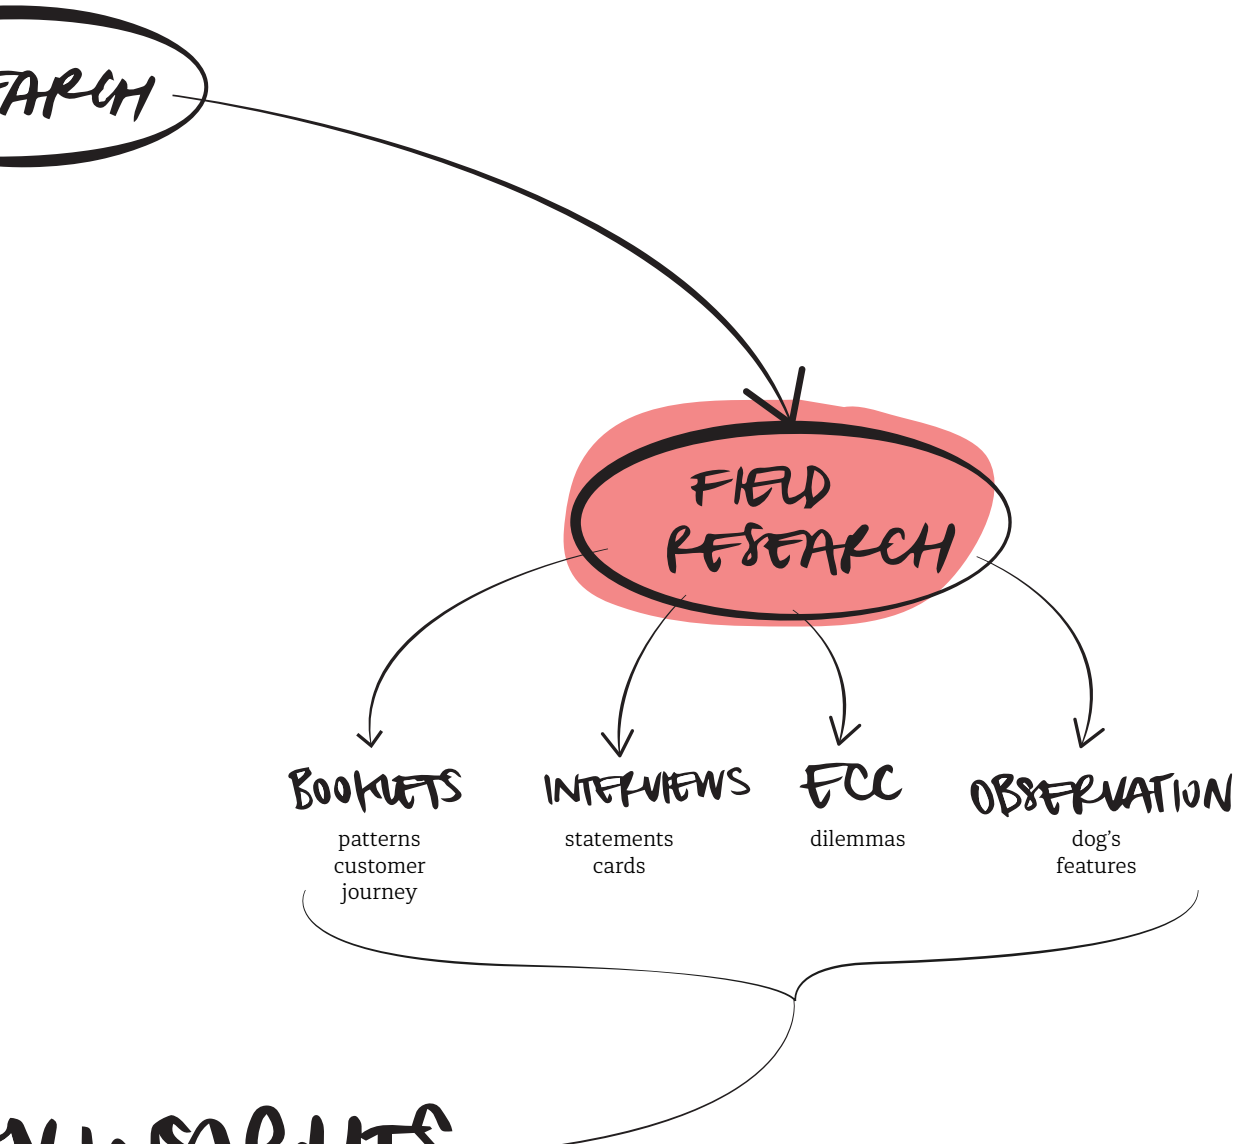 FIELD
RESEARCH
BOOKLETS
patterns
customer
journey
INTERVIEWS
statements
cards
ECC
dilemmas
OBSERVATION
dog’s
features